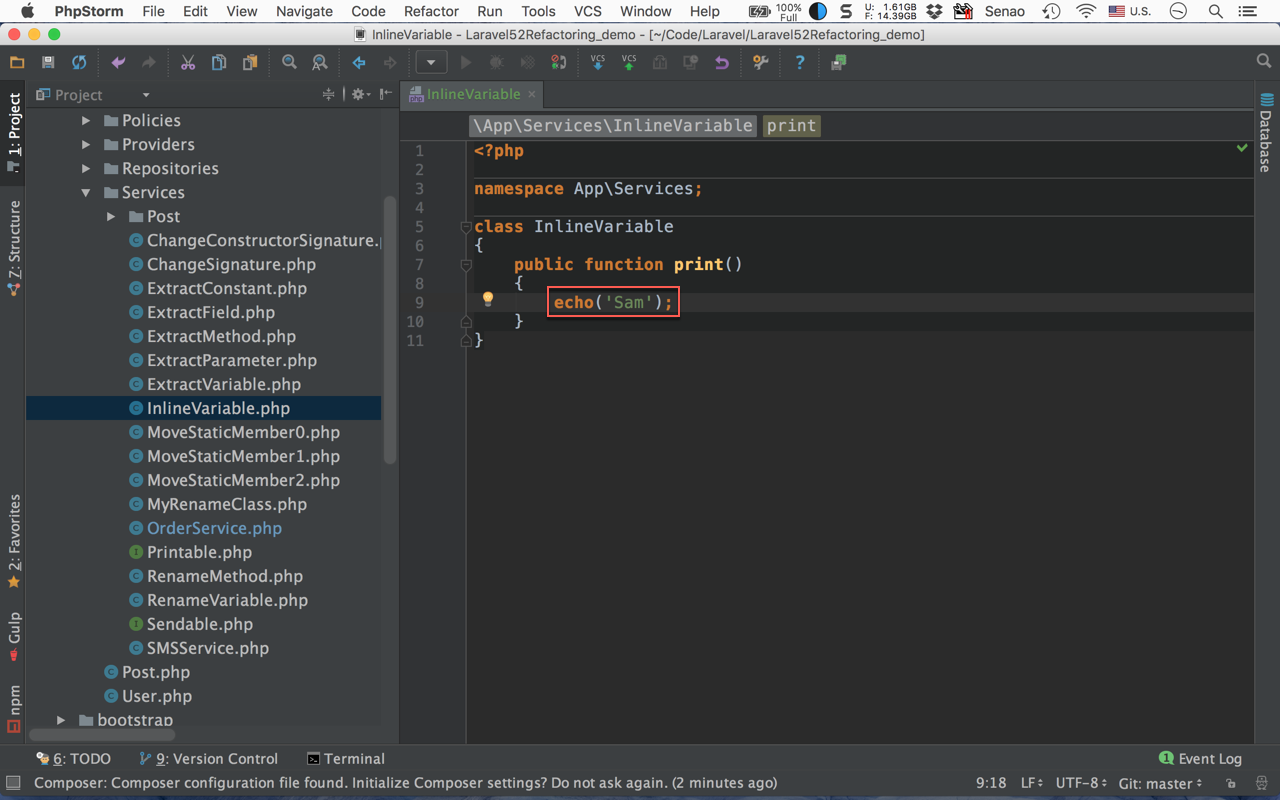 PhpStorm File Edit View Navigate Code Refactor Run Tools VCS Window Help 100% Full U: 1.61GB F: 14.39GB Senao U.S.
InlineVariable - Laravel52Refactoring_demo - [~/Code/Laravel/Laravel52Refactoring_demo]
VCS VCS ?
1: Project
7: Structure
2: Favorites
Gulp
npm
Project
Policies
Providers
Repositories
Services
Post
ChangeConstructorSignature.
ChangeSignature.php
ExtractConstant.php
ExtractField.php
ExtractMethod.php
ExtractParameter.php
ExtractVariable.php
InlineVariable.php
MoveStaticMember0.php
MoveStaticMember1.php
MoveStaticMember2.php
MyRenameClass.php
OrderService.php
Printable.php
RenameMethod.php
RenameVariable.php
Sendable.php
SMSService.php
Post.php
User.php
bootstrap
InlineVariable ×
\App\Services\InlineVariable print
1 <?php
2
3 namespace App\Services;
4
5 class InlineVariable
6 {
7 public function print()
8 {
9 echo('Sam');
10 }
11 }
Database
6: TODO 9: Version Control Terminal 1 Event Log
Composer: Composer configuration file found. Initialize Composer settings? Do not ask again. (2 minutes ago) 9:18 LF UTF-8 Git: master